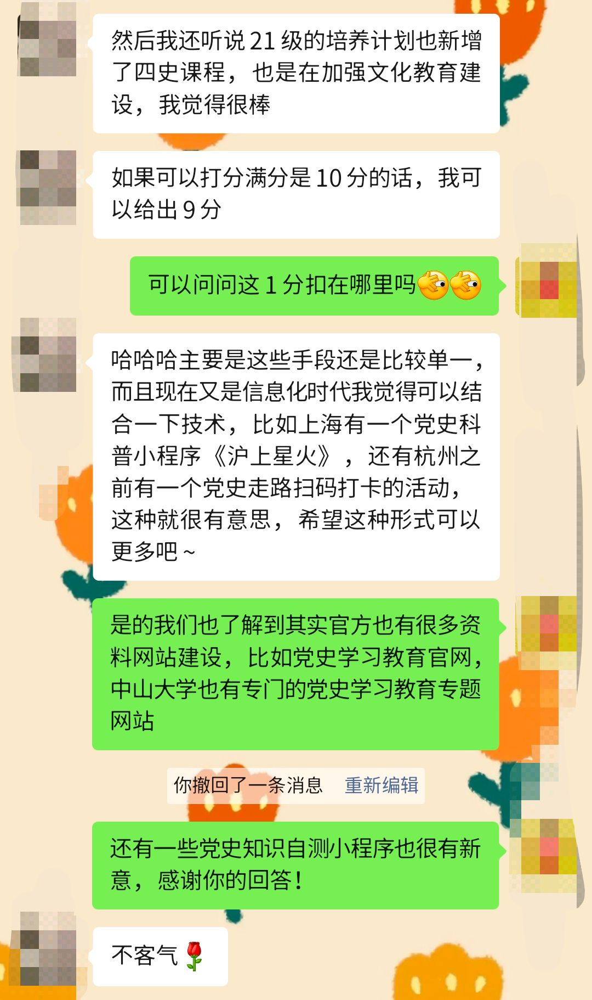 然后我还听说 21 级的培养计划也新增
了四史课程，也是在加强文化教育建
设，我觉得很棒
如果可以打分满分是 10 分的话，我可
以给出 9 分
可以问问这 1 分扣在哪里吗
哈哈哈主要是这些手段还是比较单一，
而且现在又是信息化时代我觉得可以结
合一下技术，比如上海有一个党史科
普小程序《沪上星火》，还有杭州之
前有一个党史走路扫码打卡的活动，
这种就很有意思，希望这种形式可以
更多吧 ~
是的我们也了解到其实官方也有很多资
料网站建设，比如党史学习教育官网，
中山大学也有专门的党史学习教育专题
网站
你撤回了一条消息 重新编辑
还有一些党史知识自测小程序也很有新
意，感谢你的回答！
不客气